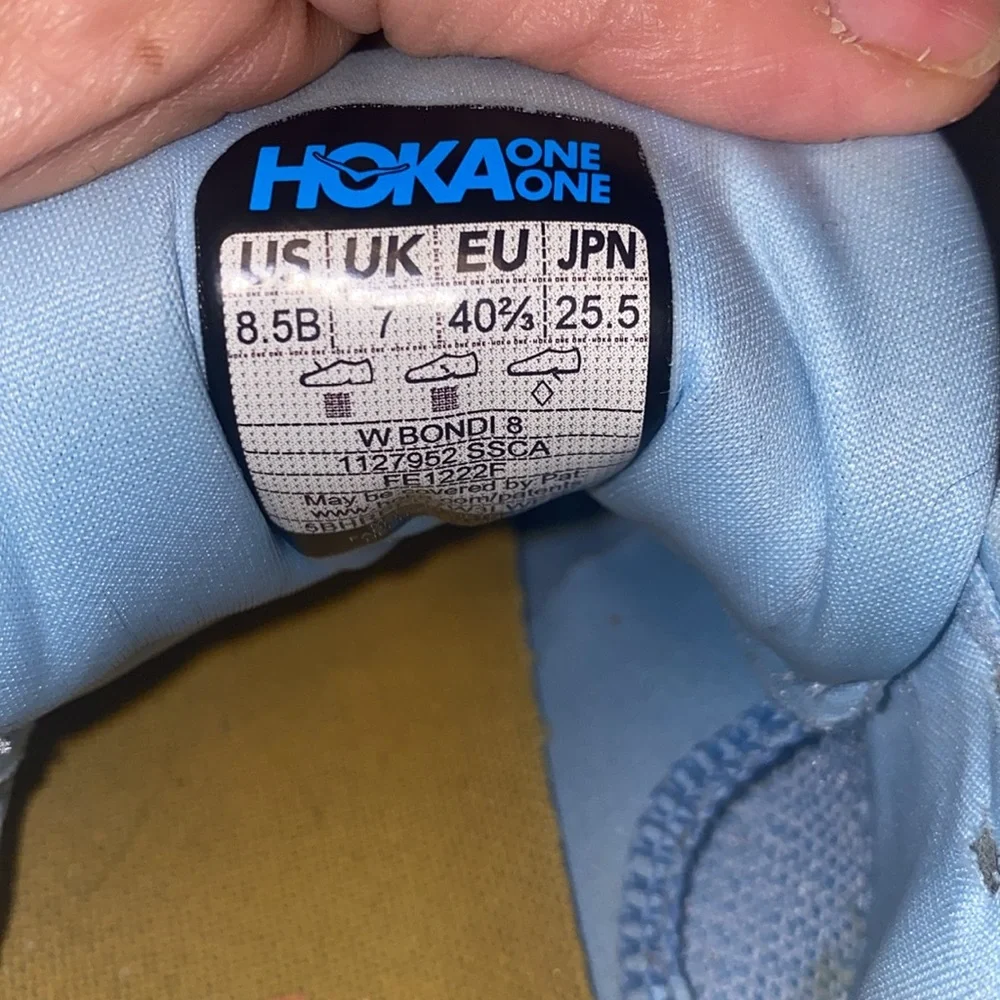 HOKA ONE ONE
US UK EU JPN
8.5B 7 40⅔ 25.5
W BONDI 8
1127952 SSCA
FE1222F
May be covered by Pat.